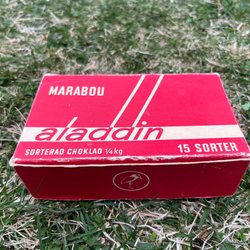 MARABOU
aladdin
SORTERAD CHOKLAD ¼ kg
15 SORTER